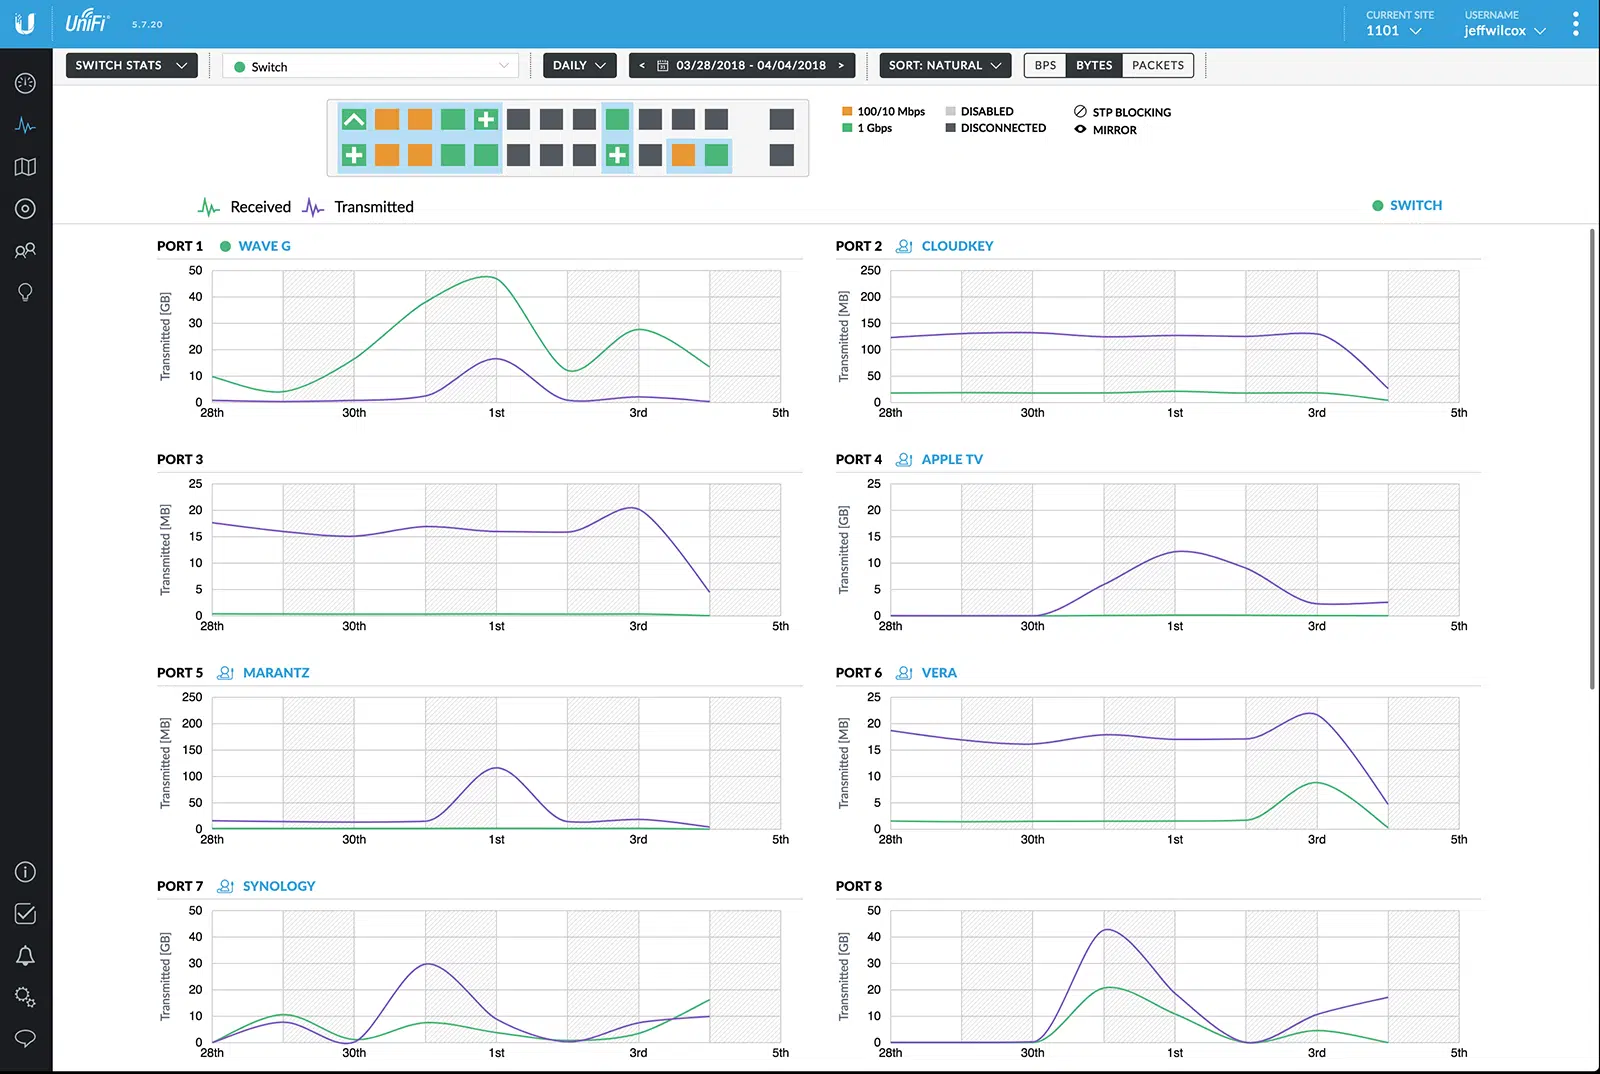 UniFi 5.7.20
CURRENT SITE
1101
USERNAME
jeffwilcox
SWITCH STATS
Switch
DAILY
< 03/28/2018 - 04/04/2018 >
SORT: NATURAL
BPS BYTES PACKETS
100/10 Mbps DISABLED STP BLOCKING
1 Gbps DISCONNECTED MIRROR
Received Transmitted
SWITCH
PORT 1 WAVE G
Transmitted [GB]
50
40
30
20
10
0
28th 30th 1st 3rd 5th
PORT 2 CLOUDKEY
Transmitted [MB]
250
200
150
100
50
0
28th 30th 1st 3rd 5th
PORT 3
Transmitted [MB]
25
20
15
10
5
0
28th 30th 1st 3rd 5th
PORT 4 APPLE TV
Transmitted [GB]
25
20
15
10
5
0
28th 30th 1st 3rd 5th
PORT 5 MARANTZ
Transmitted [MB]
250
200
150
100
50
0
28th 30th 1st 3rd 5th
PORT 6 VERA
Transmitted [MB]
25
20
15
10
5
0
28th 30th 1st 3rd 5th
PORT 7 SYNOLOGY
Transmitted [GB]
50
40
30
20
10
0
28th 30th 1st 3rd 5th
PORT 8
Transmitted [GB]
50
40
30
20
10
0
28th 30th 1st 3rd 5th